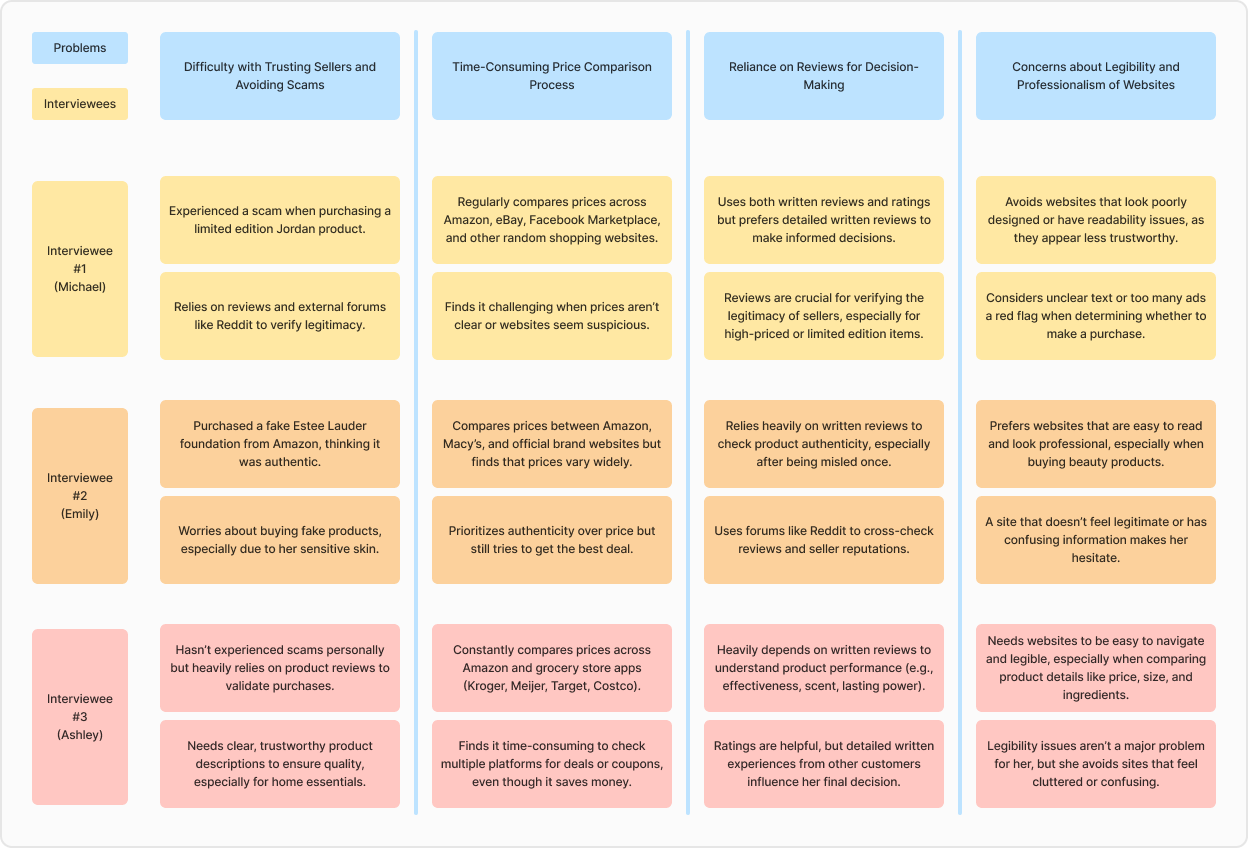 Problems
Interviewees
Difficulty with Trusting Sellers and
Avoiding Scams
Time-Consuming Price Comparison
Process
Reliance on Reviews for Decision-
Making
Concerns about Legibility and
Professionalism of Websites
Interviewee
#1
(Michael)
Experienced a scam when purchasing a
limited edition Jordan product.
Regularly compares prices across
Amazon, eBay, Facebook Marketplace,
and other random shopping websites.
Uses both written reviews and ratings
but prefers detailed written reviews to
make informed decisions.
Avoids websites that look poorly
designed or have readability issues, as
they appear less trustworthy.
Relies on reviews and external forums
like Reddit to verify legitimacy.
Finds it challenging when prices aren’t
clear or websites seem suspicious.
Reviews are crucial for verifying the
legitimacy of sellers, especially for
high-priced or limited edition items.
Considers unclear text or too many ads
a red flag when determining whether to
make a purchase.
Interviewee
#2
(Emily)
Purchased a fake Estee Lauder
foundation from Amazon, thinking it
was authentic.
Compares prices between Amazon,
Macy’s, and official brand websites but
finds that prices vary widely.
Relies heavily on written reviews to
check product authenticity, especially
after being misled once.
Prefers websites that are easy to read
and look professional, especially when
buying beauty products.
Worries about buying fake products,
especially due to her sensitive skin.
Prioritizes authenticity over price but
still tries to get the best deal.
Uses forums like Reddit to cross-check
reviews and seller reputations.
A site that doesn’t feel legitimate or has
confusing information makes her
hesitate.
Interviewee
#3
(Ashley)
Hasn’t experienced scams personally
but heavily relies on product reviews to
validate purchases.
Constantly compares prices across
Amazon and grocery store apps
(Kroger, Meijer, Target, Costco).
Heavily depends on written reviews to
understand product performance (e.g.,
effectiveness, scent, lasting power).
Needs websites to be easy to navigate
and legible, especially when comparing
product details like price, size, and
ingredients.
Needs clear, trustworthy product
descriptions to ensure quality,
especially for home essentials.
Finds it time-consuming to check
multiple platforms for deals or coupons,
even though it saves money.
Ratings are helpful, but detailed written
experiences from other customers
influence her final decision.
Legibility issues aren’t a major problem
for her, but she avoids sites that feel
cluttered or confusing.